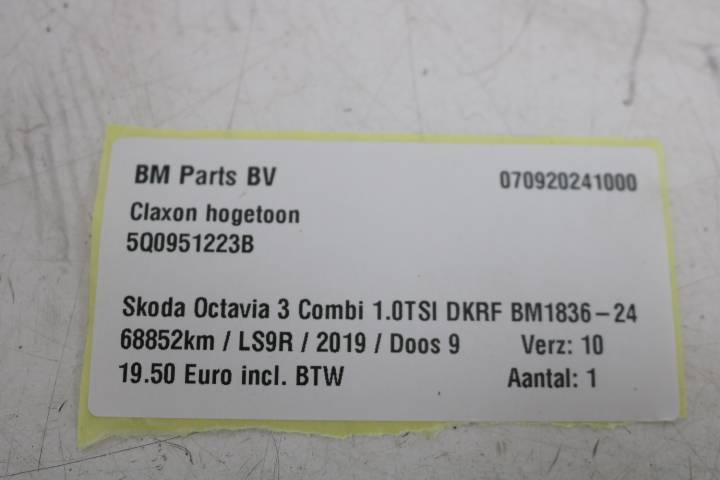 BM Parts BV 070920241000
Claxon hogetoon
5Q0951223B
Skoda Octavia 3 Combi 1.0TSI DKRF BM1836-24
68852km / LS9R / 2019 / Doos 9 Verz: 10
19.50 Euro incl. BTW Aantal: 1